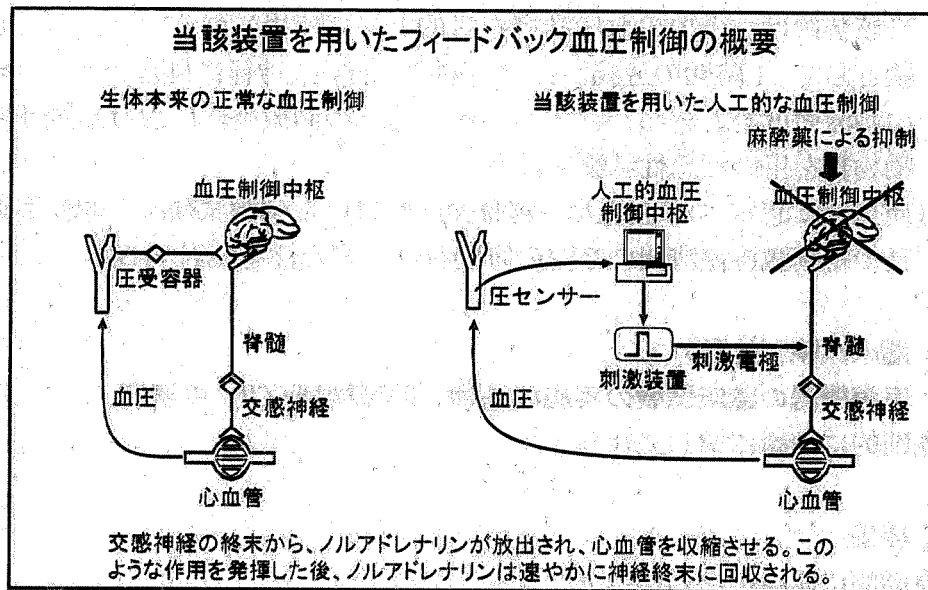 当該装置を用いたフィードバック血圧制御の概要
生体本来の正常な血圧制御
血圧制御中枢
圧受容器
脊髄
血圧
交感神経
心血管
当該装置を用いた人工的な血圧制御
麻酔薬による抑制
人工的血圧
制御中枢
血圧制御中枢
圧センサー
刺激装置
刺激電極
脊髄
血圧
交感神経
心血管
交感神経の終末から、ノルアドレナリンが放出され、心血管を収縮させる。この
ような作用を発揮した後、ノルアドレナリンは速やかに神経終末に回収される。